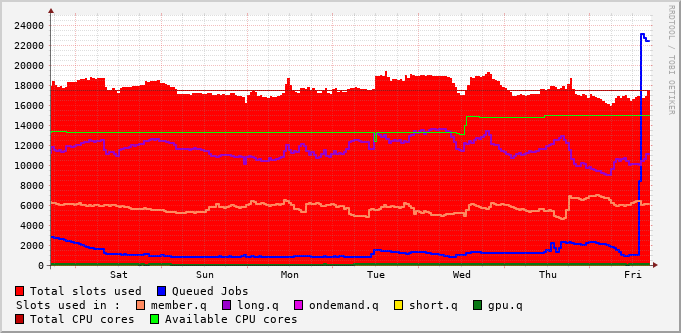 RRDTOOL / TOBI OETIKER
24000
22000
20000
18000
16000
14000
12000
10000
8000
6000
4000
2000
0
Sat Sun Mon Tue Wed Thu Fri
Total slots used Queued Jobs
Slots used in : member.q long.q ondemand.q short.q gpu.q
Total CPU cores Available CPU cores